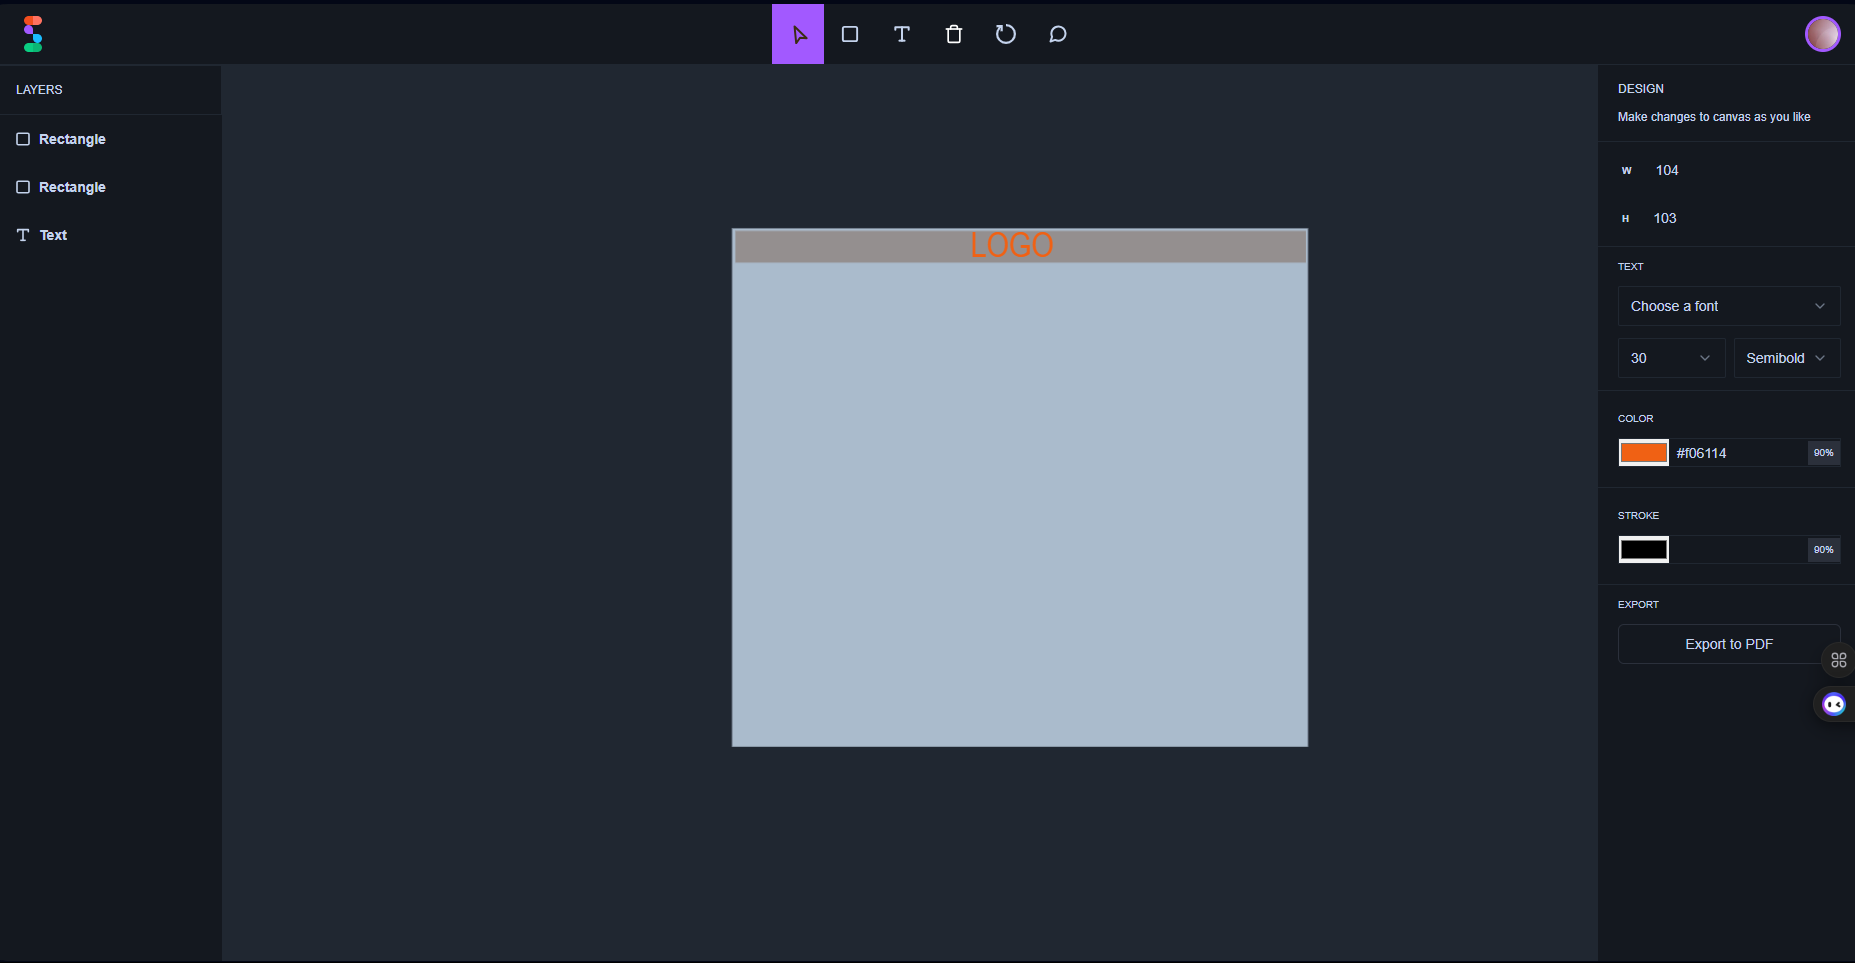 LAYERS
Rectangle
Rectangle
Text
LOGO
DESIGN
Make changes to canvas as you like
W 104
H 103
TEXT
Choose a font
30 Semibold
COLOR
#f06114 90%
STROKE
90%
EXPORT
Export to PDF